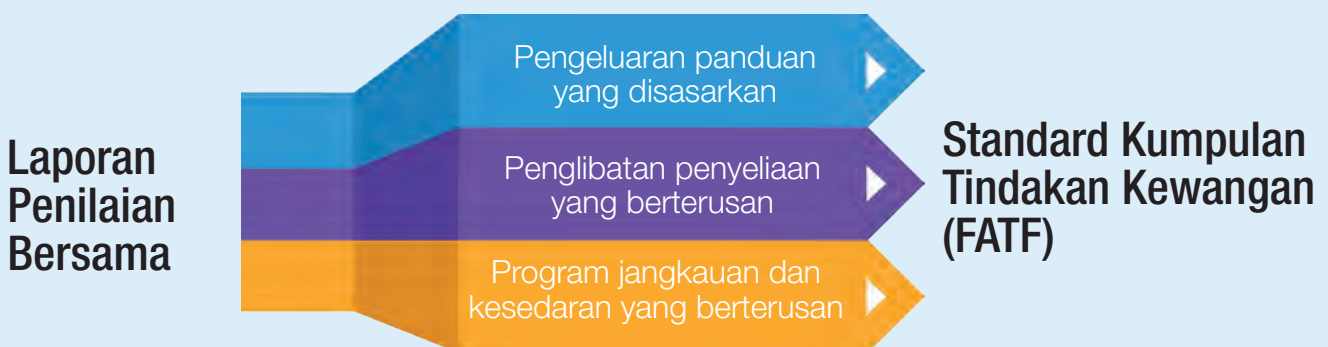 Laporan
Penilaian
Bersama
Pengeluaran panduan
yang disasarkan
Penglibatan penyeliaan
yang berterusan
Program jangkauan dan
kesedaran yang berterusan
Standard Kumpulan
Tindakan Kewangan
(FATF)